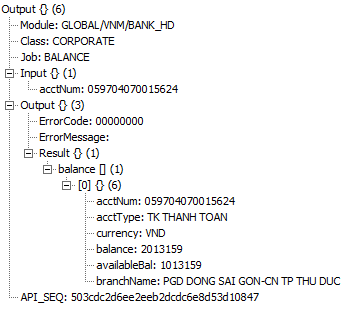 Output {} (6)
Module: GLOBAL/VNM/BANK_HD
Class: CORPORATE
Job: BALANCE
Input {} (1)
acctNum: 059704070015624
Output {} (3)
ErrorCode: 00000000
ErrorMessage:
Result {} (1)
balance [] (1)
[0] {} (6)
acctNum: 059704070015624
acctType: TK THANH TOAN
currency: VND
balance: 2013159
availableBal: 1013159
branchName: PGD DONG SAI GON-CN TP THU DUC
API_SEQ: 503cdc2d6ee2eeb2dcdc6e8d53d10847